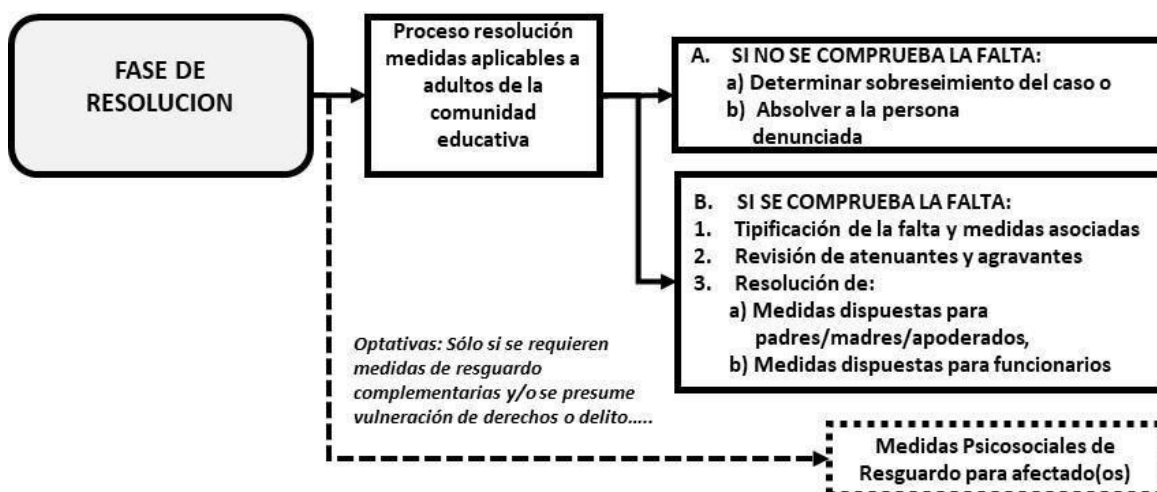 FASE DE
RESOLUCION
Proceso resolución
medidas aplicables a
adultos de la
comunidad
educativa
A. SI NO SE COMPRUEBA LA FALTA:
a) Determinar sobreseimiento del caso o
b) Absolver a la persona
denunciada
B. SI SE COMPRUEBA LA FALTA:
1. Tipificación de la falta y medidas asociadas
2. Revisión de atenuantes y agravantes
3. Resolución de:
a) Medidas dispuestas para
padres/madres/apoderados,
b) Medidas dispuestas para funcionarios
Optativas: Sólo si se requieren
medidas de resguardo
complementarias y/o se presume
vulneración de derechos o delito.....
Medidas Psicosociales de
Resguardo para afectado(os)